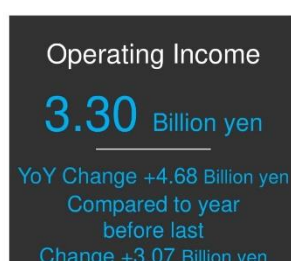 Operating Income
3.30 Billion yen
YoY Change +4.68 Billion yen
Compared to year
before last
Change +3.07 Billion yen